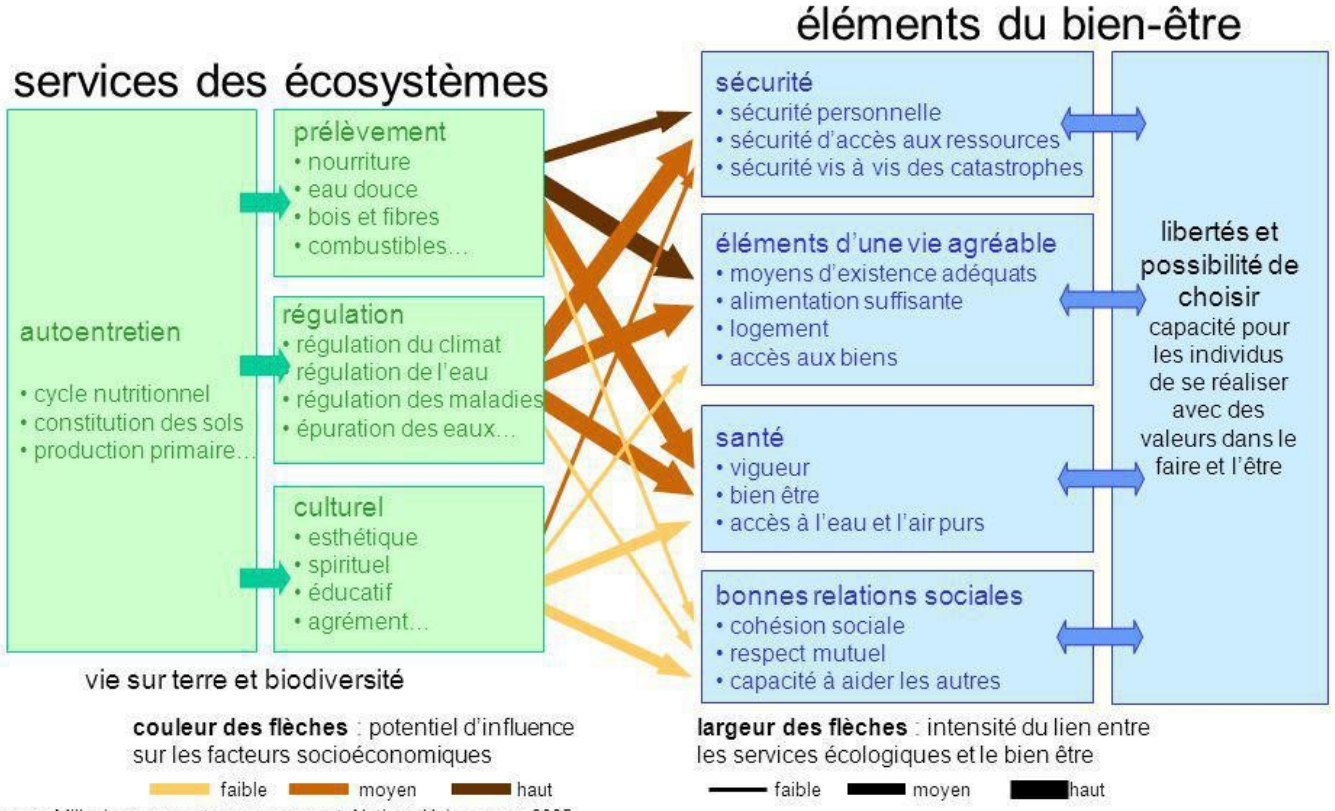 éléments du bien-être
services des écosystèmes
autoentretien
• cycle nutritionnel
• constitution des sols
• production primaire…
prélèvement
• nourriture
• eau douce
• bois et fibres
• combustibles…
régulation
• régulation du climat
• régulation de l'eau
• régulation des maladies
• épuration des eaux…
culturel
• esthétique
• spirituel
• éducatif
• agrément…
sécurité
• sécurité personnelle
• sécurité d'accès aux ressources
• sécurité vis à vis des catastrophes
éléments d'une vie agréable
• moyens d'existence adéquats
• alimentation suffisante
• logement
• accès aux biens
santé
• vigueur
• bien être
• accès à l'eau et l'air purs
bonnes relations sociales
• cohésion sociale
• respect mutuel
• capacité à aider les autres
libertés et
possibilité de
choisir
capacité pour
les individus
de se réaliser
avec des
valeurs dans le
faire et l'être
vie sur terre et biodiversité
couleur des flèches : potentiel d'influence
sur les facteurs socioéconomiques
faible moyen haut
largeur des flèches : intensité du lien entre
les services écologiques et le bien être
faible moyen haut